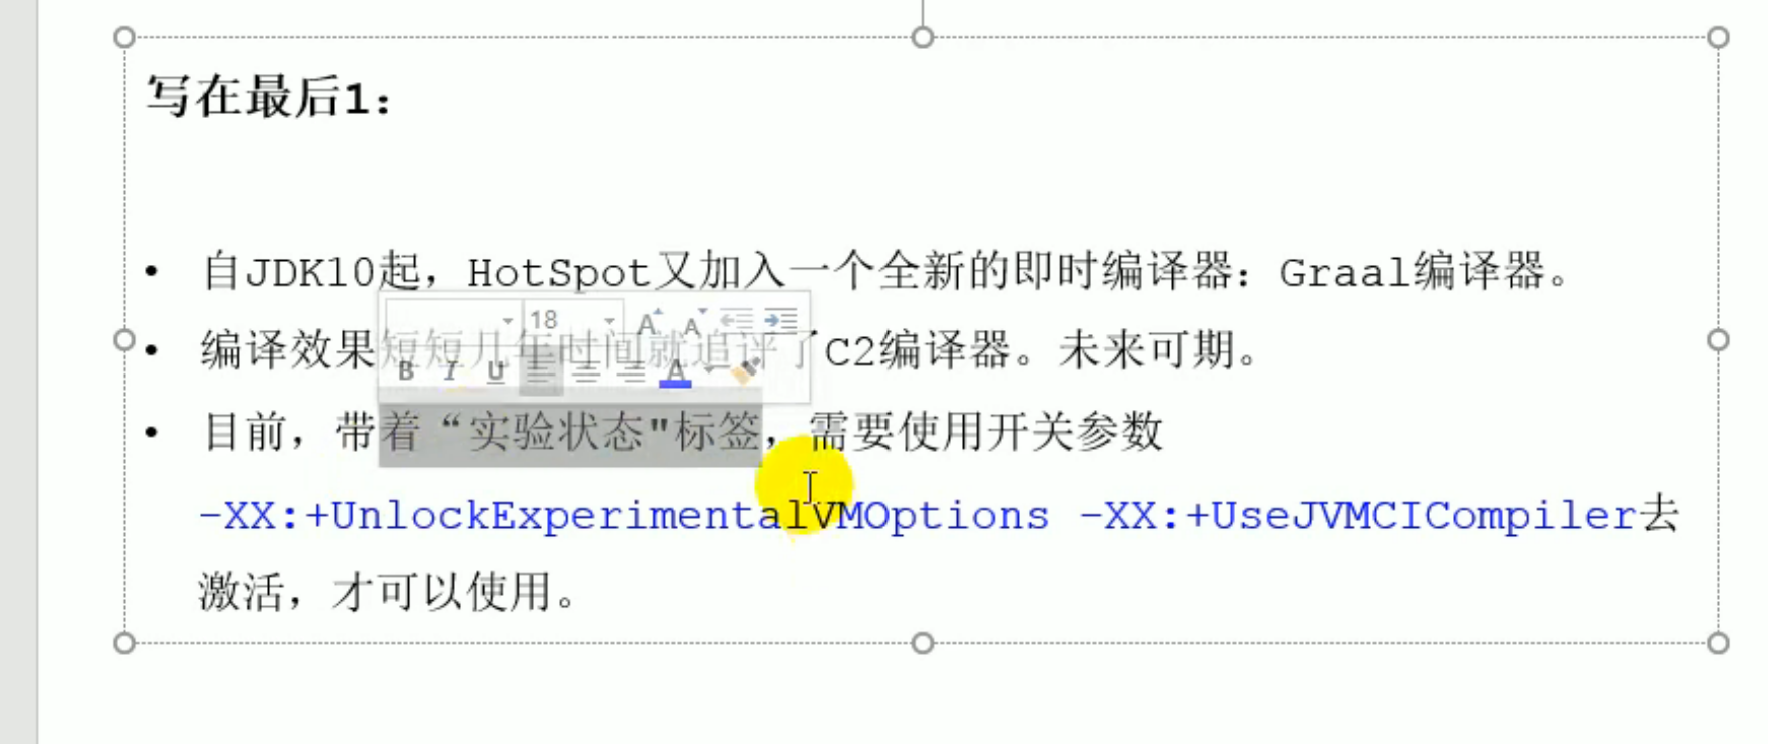 写在最后1：
• 自JDK10起，HotSpot又加入一个全新的即时编译器：Graal编译器。
18
• 编译效果短短几年时间就追评了C2编译器。未来可期。
B I U A
• 目前，带着“实验状态"标签，需要使用开关参数
-XX:+UnlockExperimentalVMOptions -XX:+UseJVMCICompiler去
激活，才可以使用。